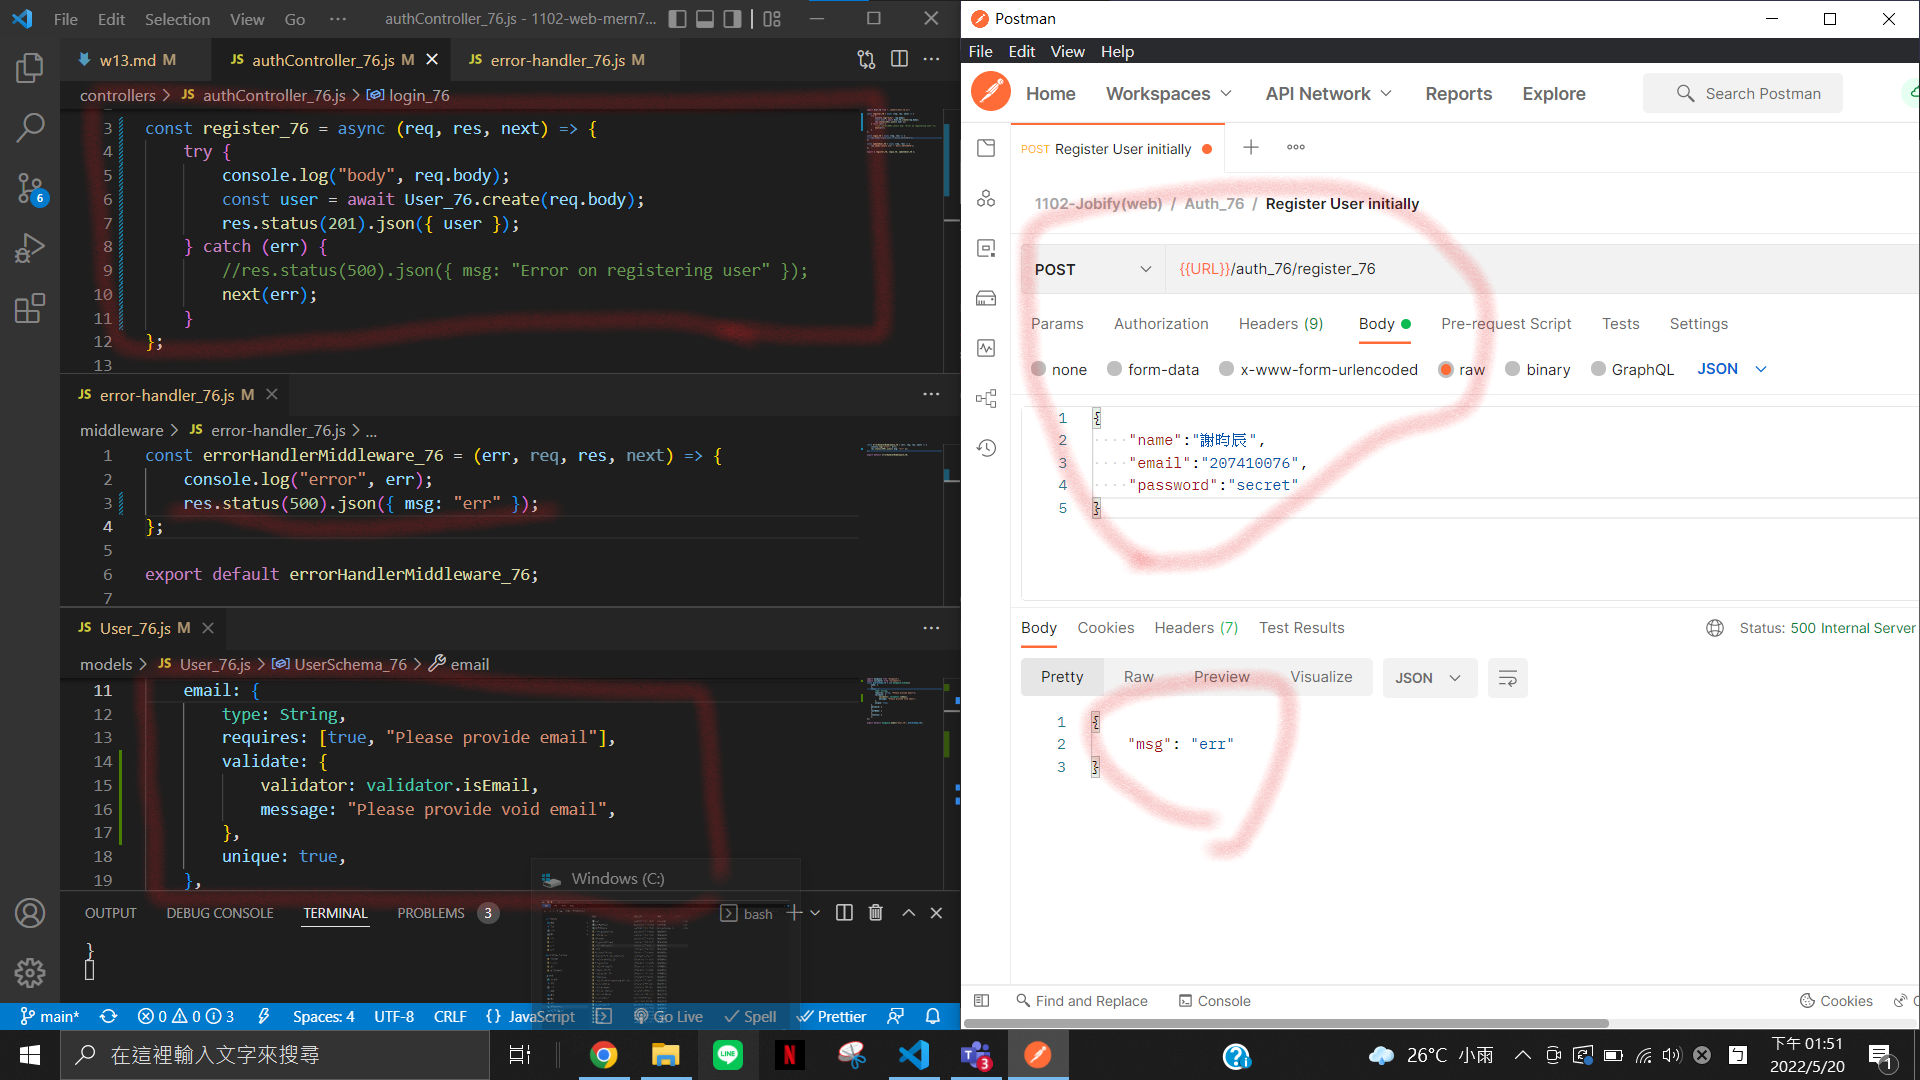 File Edit Selection View Go ··· authController_76.js - 1102-web-mern7...
w13.md M
JS authController_76.js M
JS error-handler_76.js M
controllers > JS authController_76.js > login_76
3 const register_76 = async (req, res, next) => {
4 try {
5 console.log("body", req.body);
6 const user = await User_76.create(req.body);
7 res.status(201).json({ user });
8 } catch (err) {
9 //res.status(500).json({ msg: "Error on registering user" });
10 next(err);
11 }
12 };
13
JS error-handler_76.js M
middleware > JS error-handler_76.js > ...
1 const errorHandlerMiddleware_76 = (err, req, res, next) => {
2 console.log("error", err);
3 res.status(500).json({ msg: "err" });
4 };
5
6 export default errorHandlerMiddleware_76;
7
JS User_76.js M
models > JS User_76.js > UserSchema_76 > email
11 email: {
12 type: String,
13 requires: [true, "Please provide email"],
14 validate: {
15 validator: validator.isEmail,
16 message: "Please provide void email",
17 },
18 unique: true,
19 },
Windows (C:)
OUTPUT DEBUG CONSOLE TERMINAL PROBLEMS 3 bash
}
6
main* 0 0 3 Spaces: 4 UTF-8 CRLF {} JavaScript Go Live Spell Prettier
Postman
File Edit View Help
Home Workspaces API Network Reports Explore Search Postman
POST Register User initially
1102-Jobify(web) / Auth_76 / Register User initially
POST {{URL}}/auth_76/register_76
Params Authorization Headers (9) Body Pre-request Script Tests Settings
none form-data x-www-form-urlencoded raw binary GraphQL JSON
1 {
2 ····"name":"謝昀辰",
3 ····"email":"207410076",
4 ····"password":"secret"
5 }
Body Cookies Headers (7) Test Results Status: 500 Internal Server
Pretty Raw Preview Visualize JSON
1 {
2 "msg": "err"
3 }
Find and Replace Console Cookies
在這裡輸入文字來搜尋
LINE
N
3
26°C 小雨
下午 01:51
2022/5/20
1